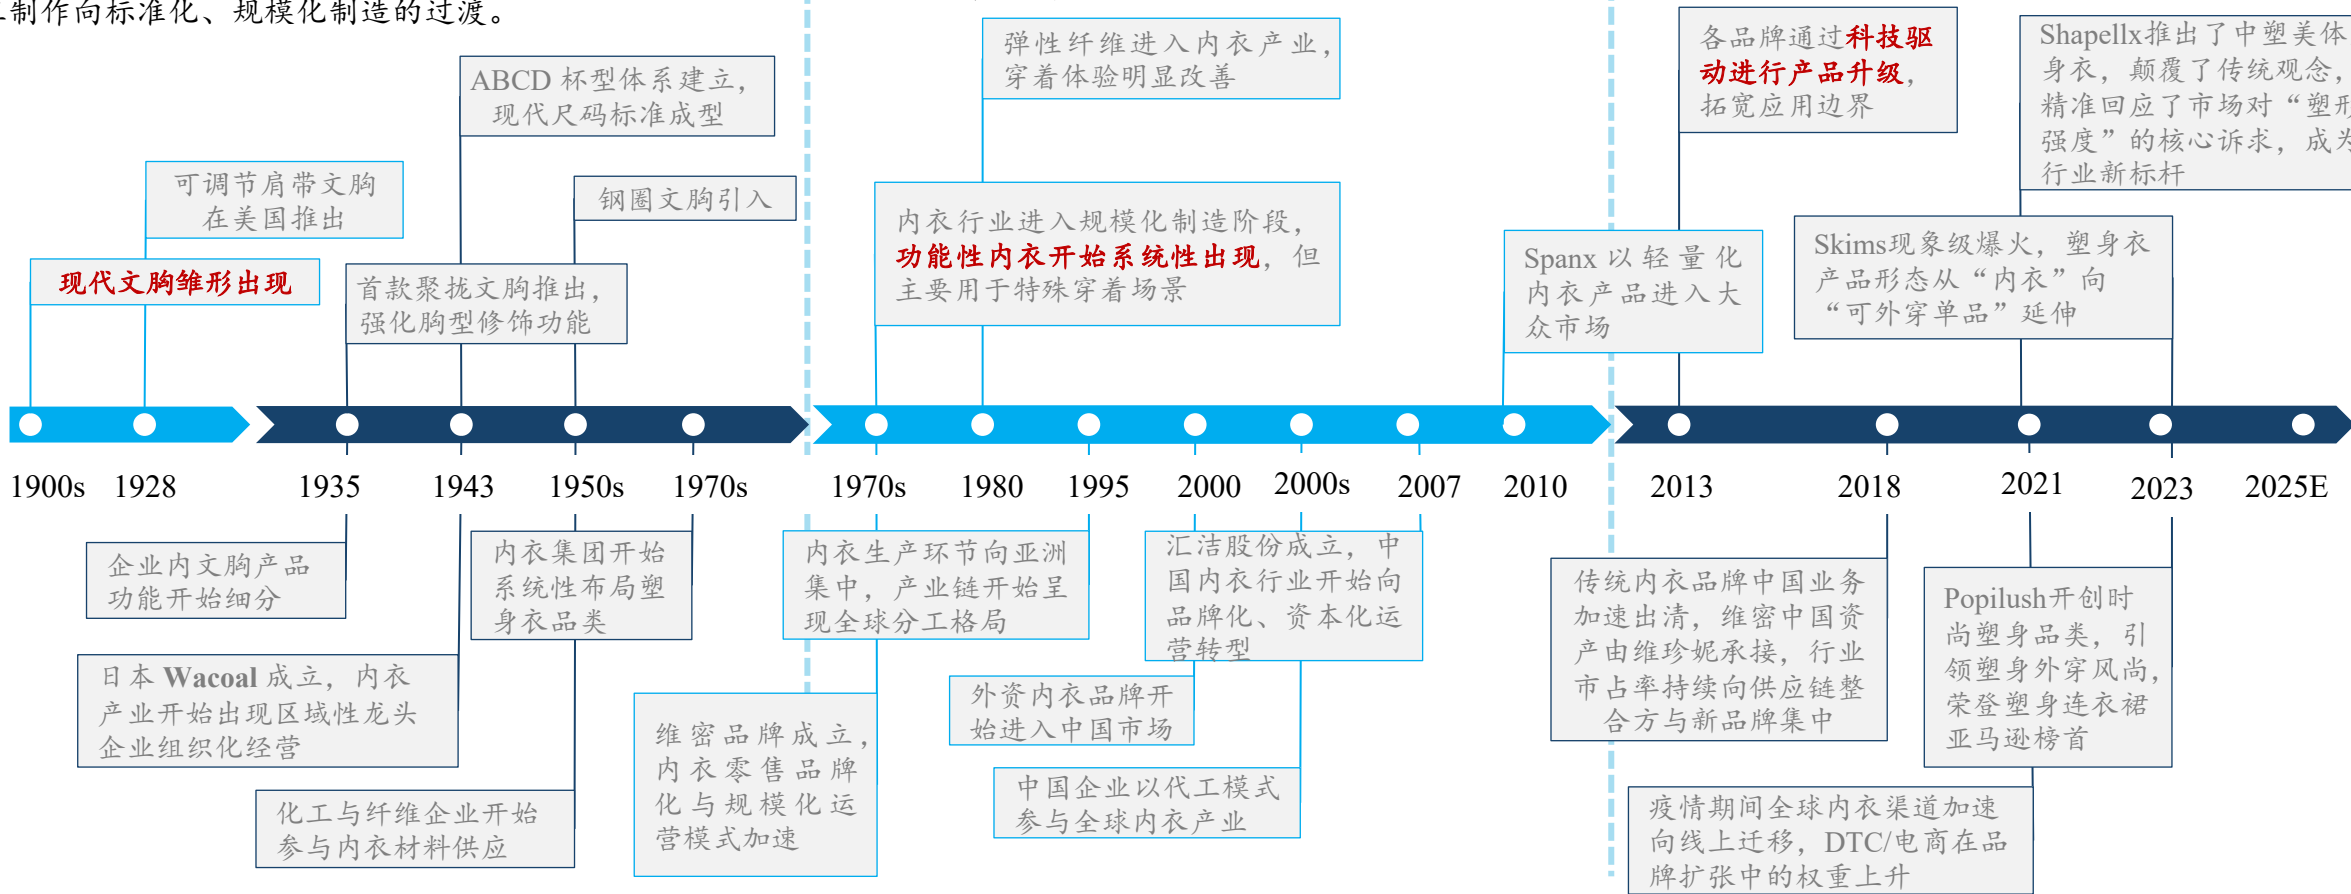 制作向标准化、规模化制造的过渡。
ABCD 杯型体系建立，
现代尺码标准成型
可调节肩带文胸
在美国推出
钢圈文胸引入
现代文胸雏形出现
首款聚拢文胸推出，
强化胸型修饰功能
弹性纤维进入内衣产业，
穿着体验明显改善
内衣行业进入规模化制造阶段，
功能性内衣开始系统性出现，但
主要用于特殊穿着场景
Spanx 以轻量化
内衣产品进入大
众市场
各品牌通过科技驱
动进行产品升级，
拓宽应用边界
Shapellx推出了中塑美体
身衣，颠覆了传统观念，
精准回应了市场对“塑形
强度”的核心诉求，成为
行业新标杆
Skims现象级爆火，塑身衣
产品形态从“内衣”向
“可外穿单品”延伸
1900s 1928 1935 1943 1950s 1970s 1970s 1980 1995 2000 2000s 2007 2010 2013 2018 2021 2023 2025E
企业内文胸产品
功能开始细分
日本 Wacoal 成立，内衣
产业开始出现区域性龙头
企业组织化经营
化工与纤维企业开始
参与内衣材料供应
内衣集团开始
系统性布局塑
身衣品类
维密品牌成立，
内衣零售品牌
化与规模化运
营模式加速
内衣生产环节向亚洲
集中，产业链开始呈
现全球分工格局
外资内衣品牌开
始进入中国市场
中国企业以代工模式
参与全球内衣产业
汇洁股份成立，中
国内衣行业开始向
品牌化、资本化运
营转型
传统内衣品牌中国业务
加速出清，维密中国资
产由维珍妮承接，行业
市占率持续向供应链整
合方与新品牌集中
Popilush开创时
尚塑身品类，引
领塑身外穿风尚，
荣登塑身连衣裙
亚马逊榜首
疫情期间全球内衣渠道加速
向线上迁移，DTC/电商在品
牌扩张中的权重上升